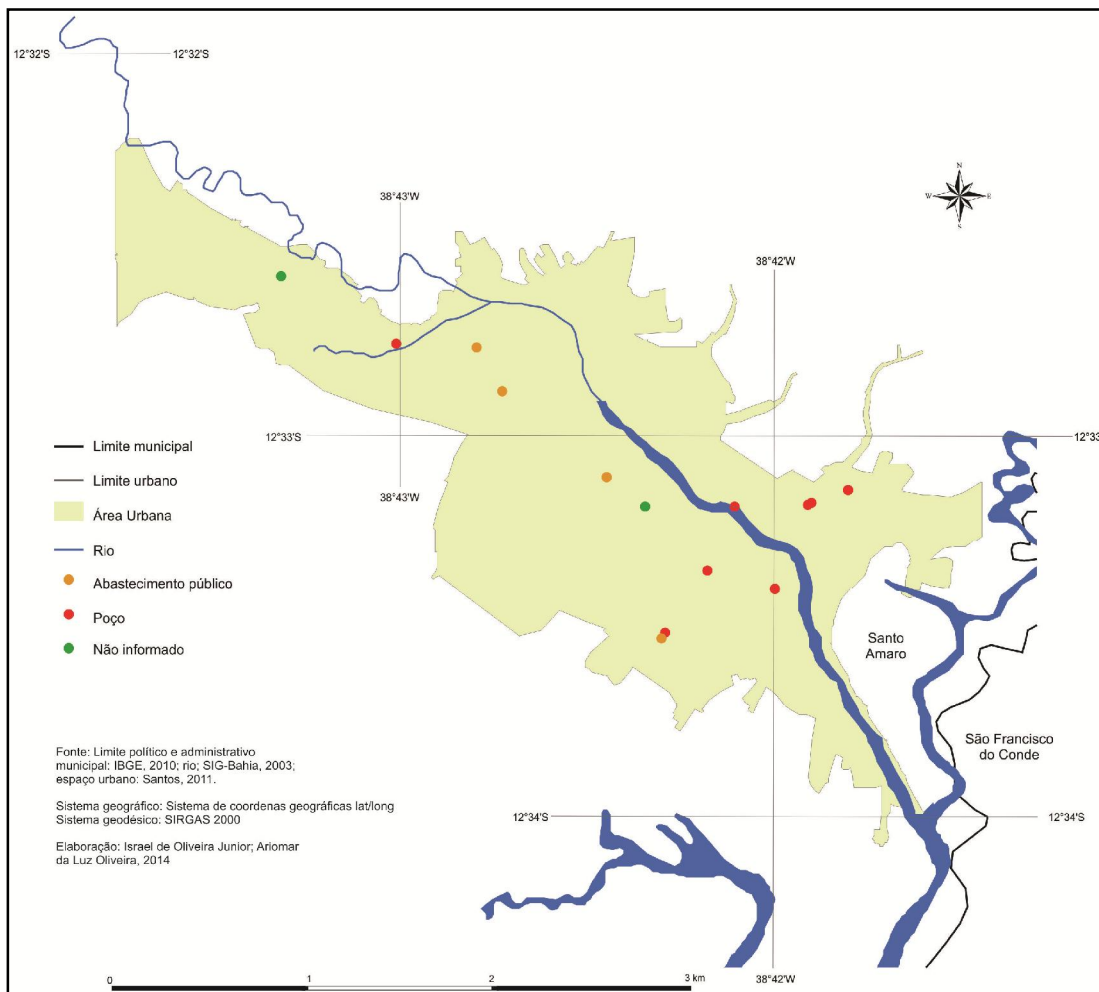 12°32'S
12°32'S
N
W
E
S
38°43'W
38°42'W
12°33'S
12°33
38°43'W
Limite municipal
Limite urbano
Área Urbana
Rio
Abastecimento público
Poço
Não informado
Santo
Amaro
São Francisco
do Conde
Fonte: Limite político e administrativo
municipal: IBGE, 2010; rio; SIG-Bahia, 2003;
espaço urbano: Santos, 2011.
Sistema geográfico: Sistema de coordenas geográficas lat/long
Sistema geodésico: SIRGAS 2000
Elaboração: Israel de Oliveira Junior; Ariomar
da Luz Oliveira, 2014
12°34'S
12°34'S
38°42'W
0 1 2 3 km